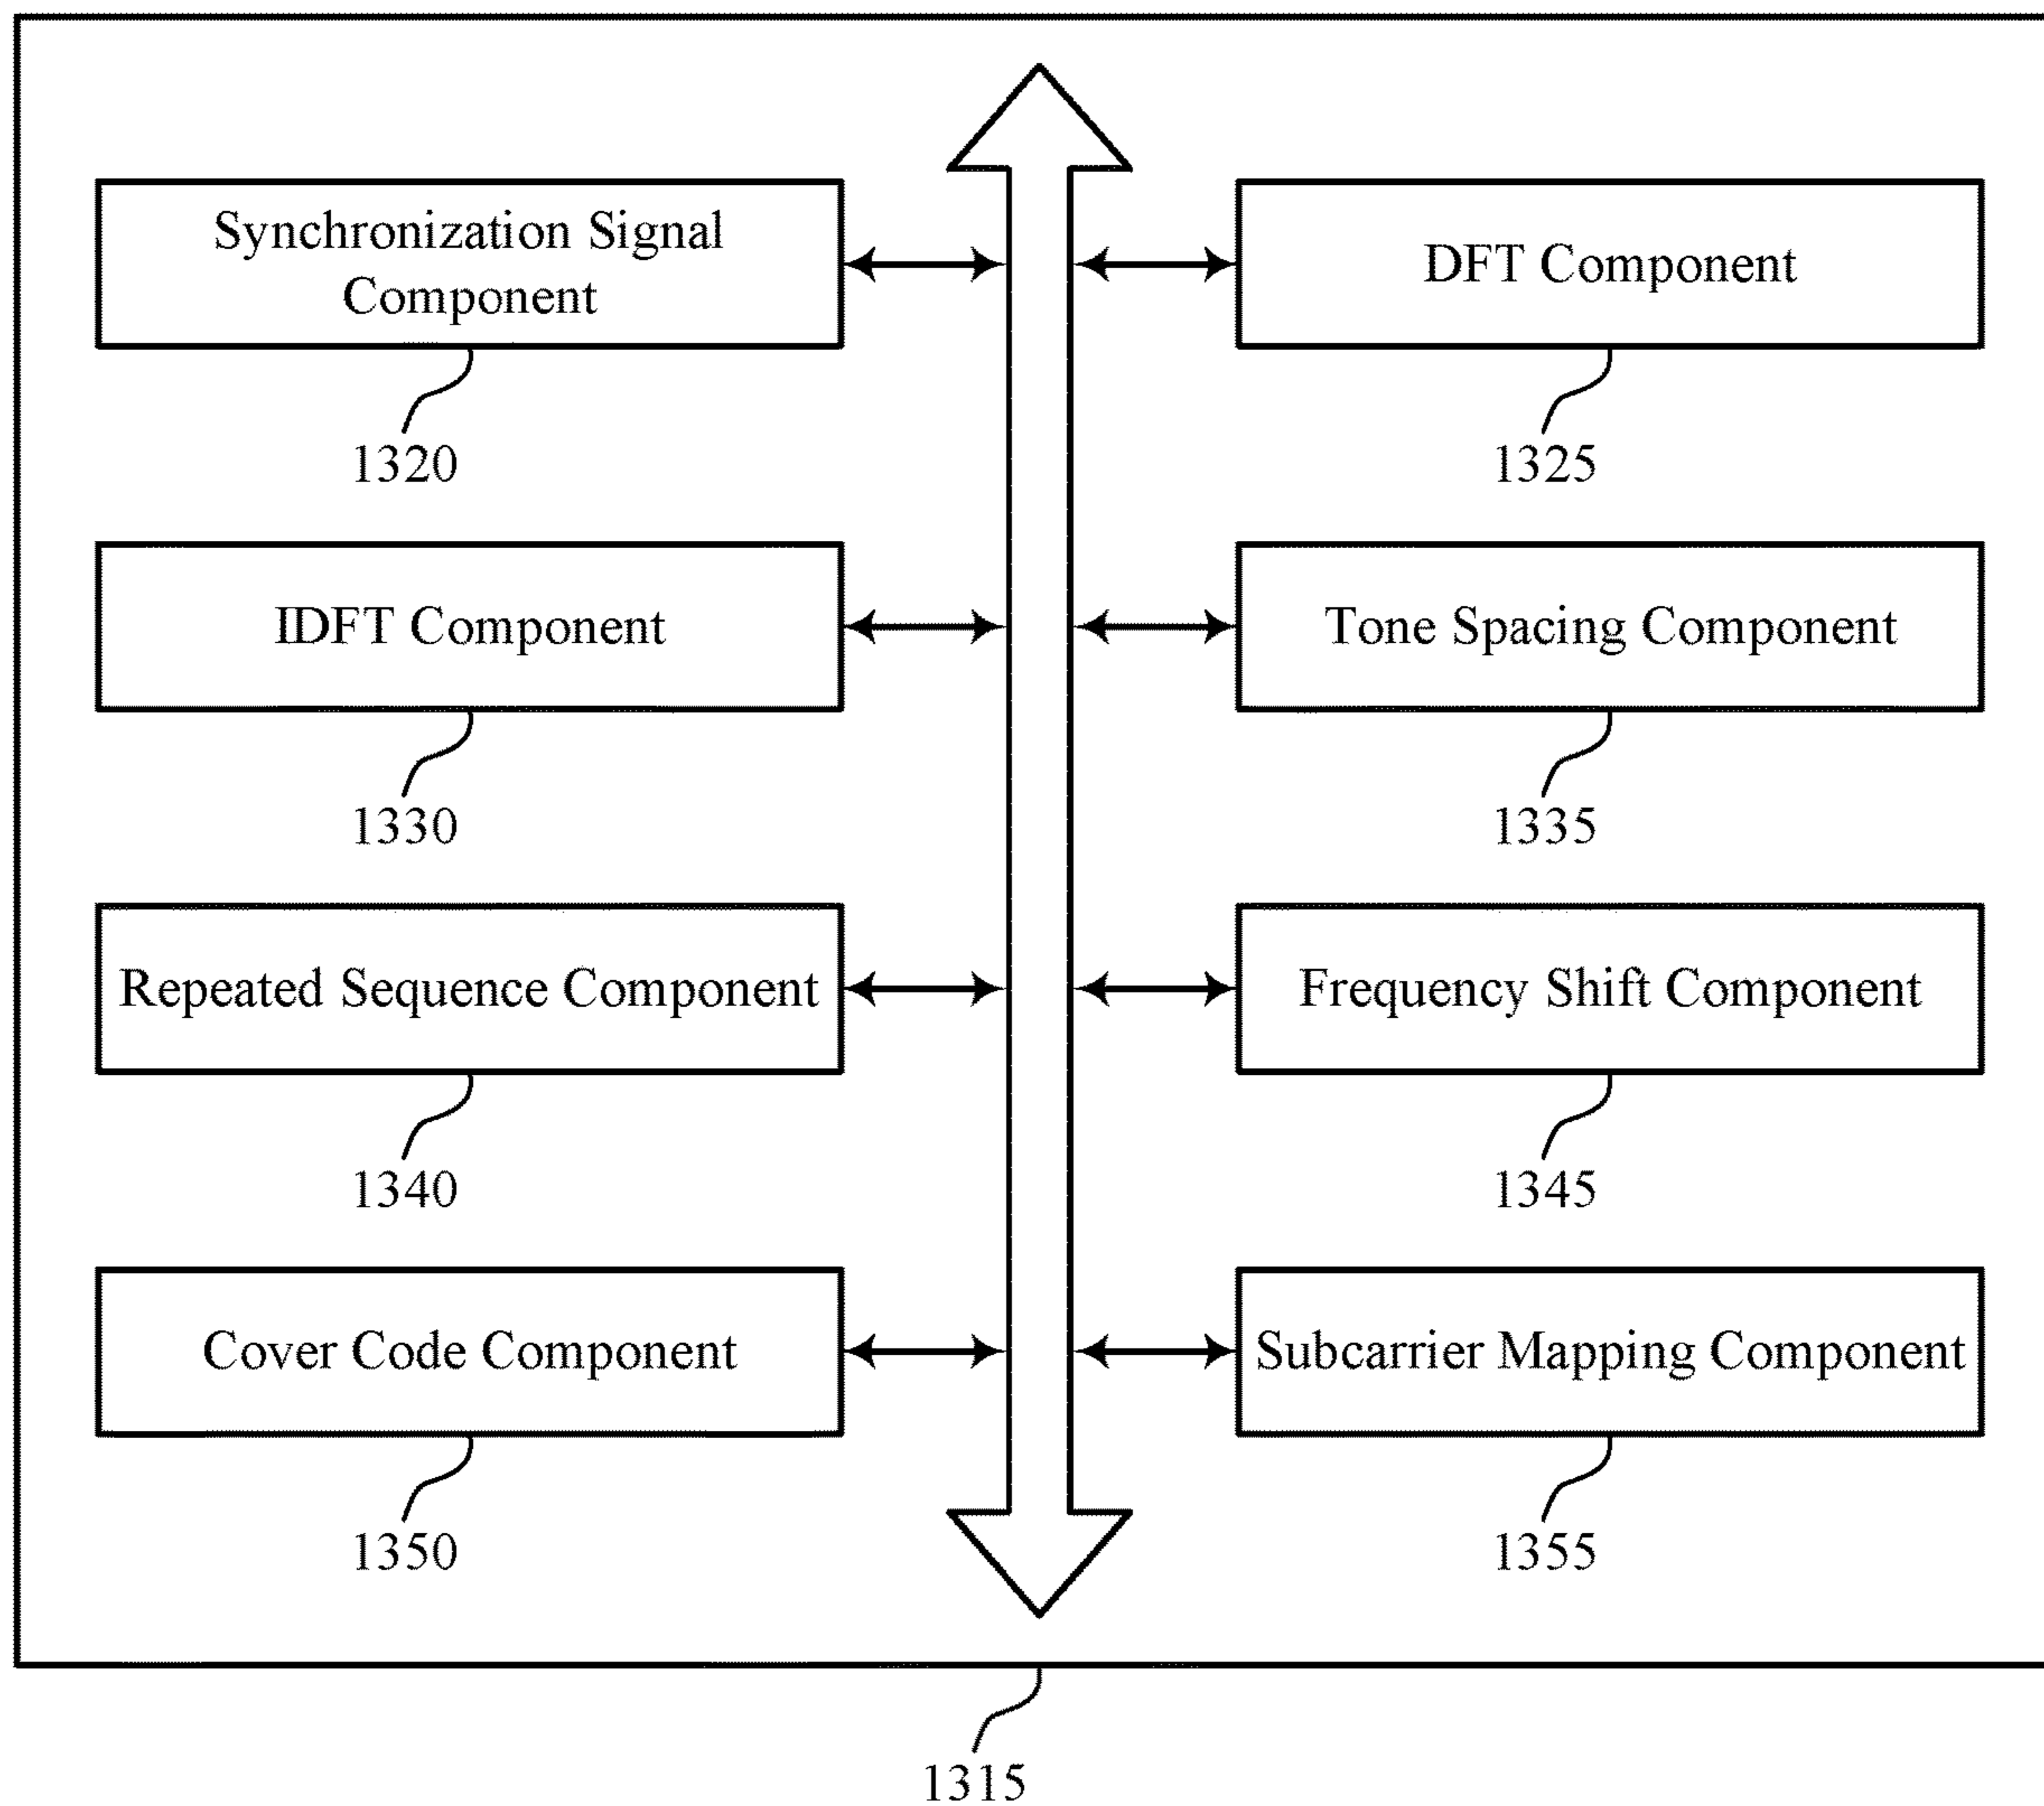 Synchronization Signal
Component
1320
DFT Component
1325
IDFT Component
1330
Tone Spacing Component
1335
Repeated Sequence Component
1340
Frequency Shift Component
1345
Cover Code Component
1350
Subcarrier Mapping Component
1355
1315